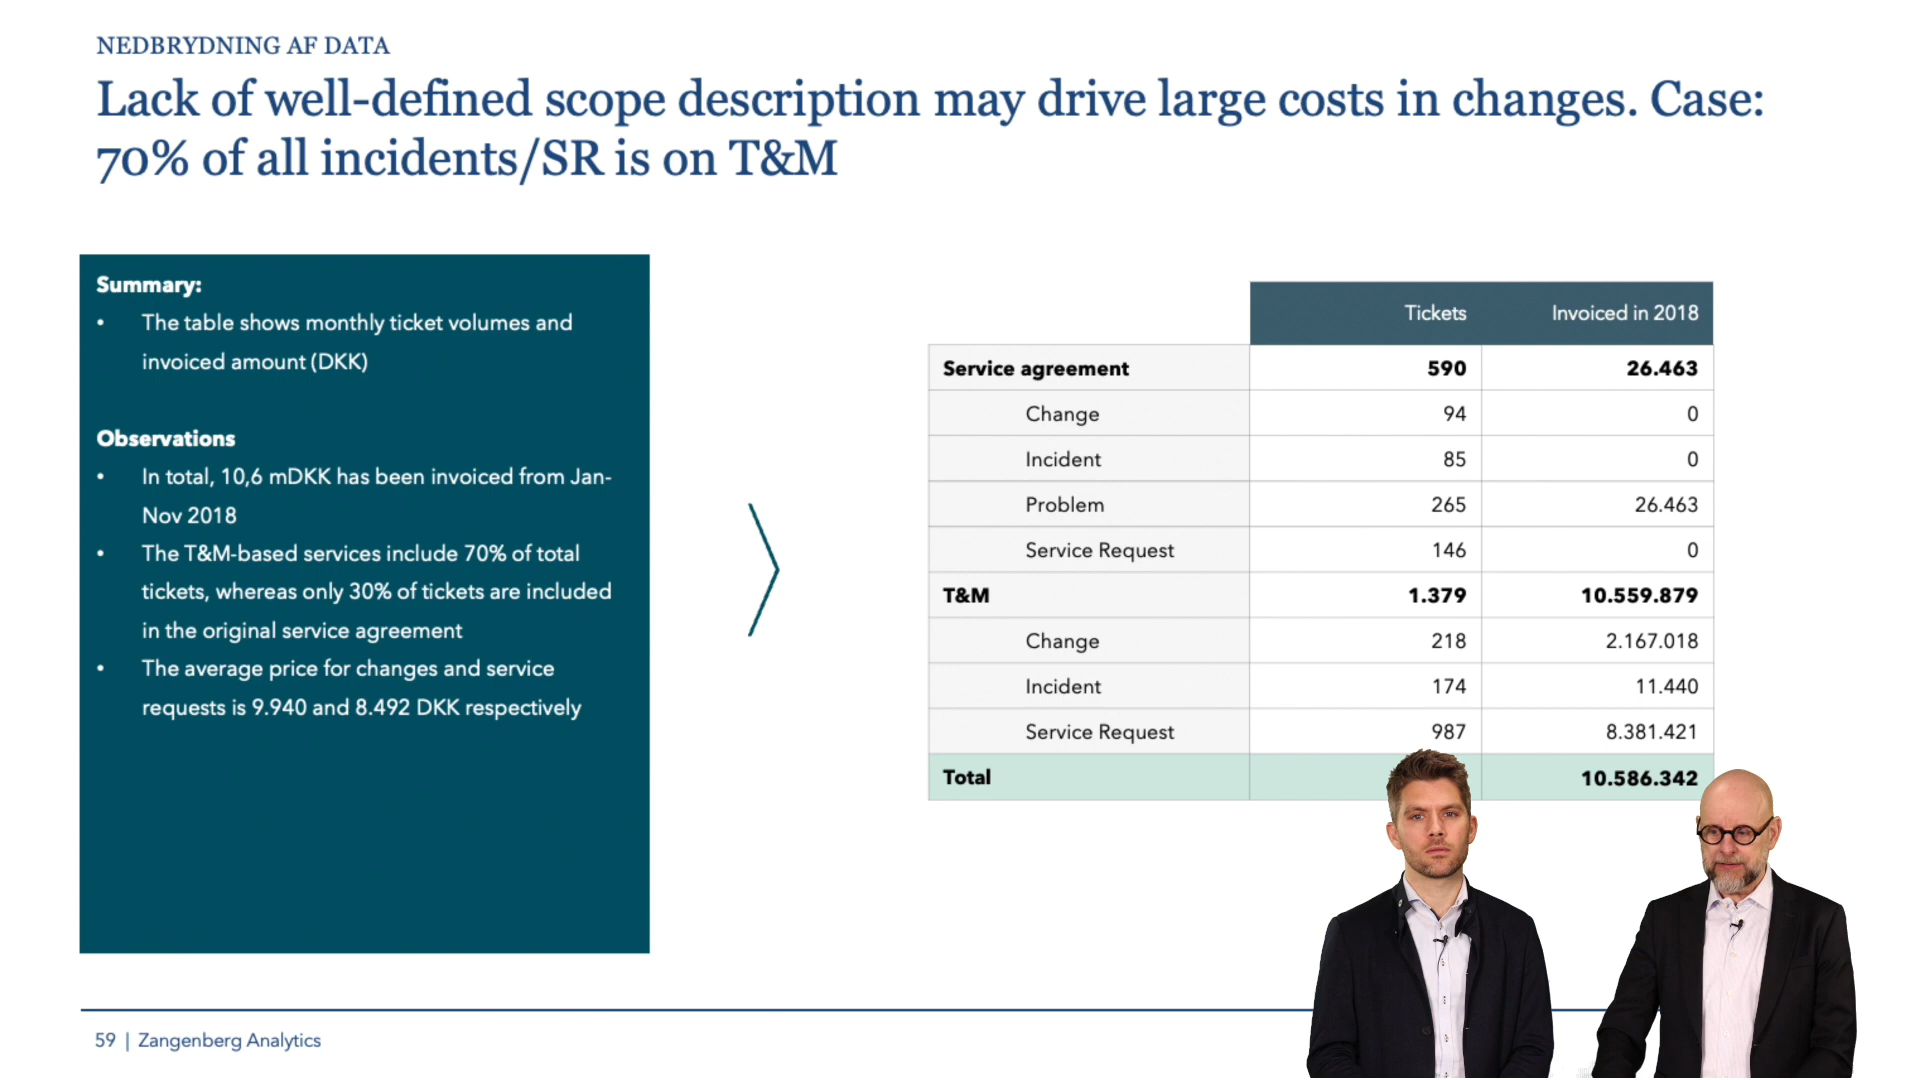 NEDBRYDNING AF DATA
Lack of well-defined scope description may drive large costs in changes. Case:
70% of all incidents/SR is on T&M
Summary:
• The table shows monthly ticket volumes and
invoiced amount (DKK)
Observations
• In total, 10,6 mDKK has been invoiced from Jan-
Nov 2018
• The T&M-based services include 70% of total
tickets, whereas only 30% of tickets are included
in the original service agreement
• The average price for changes and service
requests is 9.940 and 8.492 DKK respectively
Tickets Invoiced in 2018
Service agreement 590 26.463
Change 94 0
Incident 85 0
Problem 265 26.463
Service Request 146 0
T&M 1.379 10.559.879
Change 218 2.167.018
Incident 174 11.440
Service Request 987 8.381.421
Total 10.586.342
59 | Zangenberg Analytics